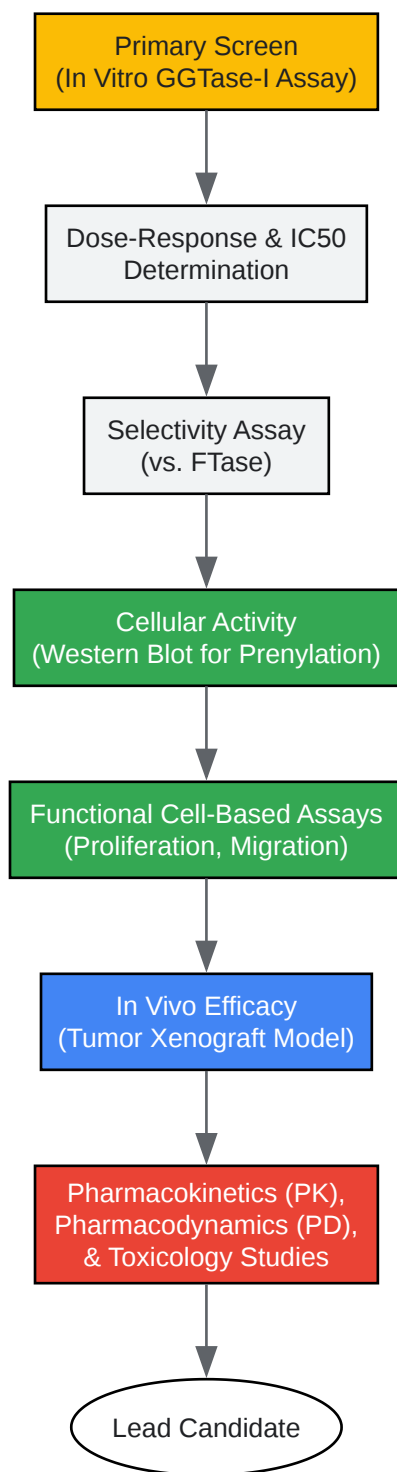 Primary Screen
(In Vitro GGTase-I Assay)
Dose-Response & IC50
Determination
Selectivity Assay
(vs. FTase)
Cellular Activity
(Western Blot for Prenylation)
Functional Cell-Based Assays
(Proliferation, Migration)
In Vivo Efficacy
(Tumor Xenograft Model)
Pharmacokinetics (PK),
Pharmacodynamics (PD),
& Toxicology Studies
Lead Candidate